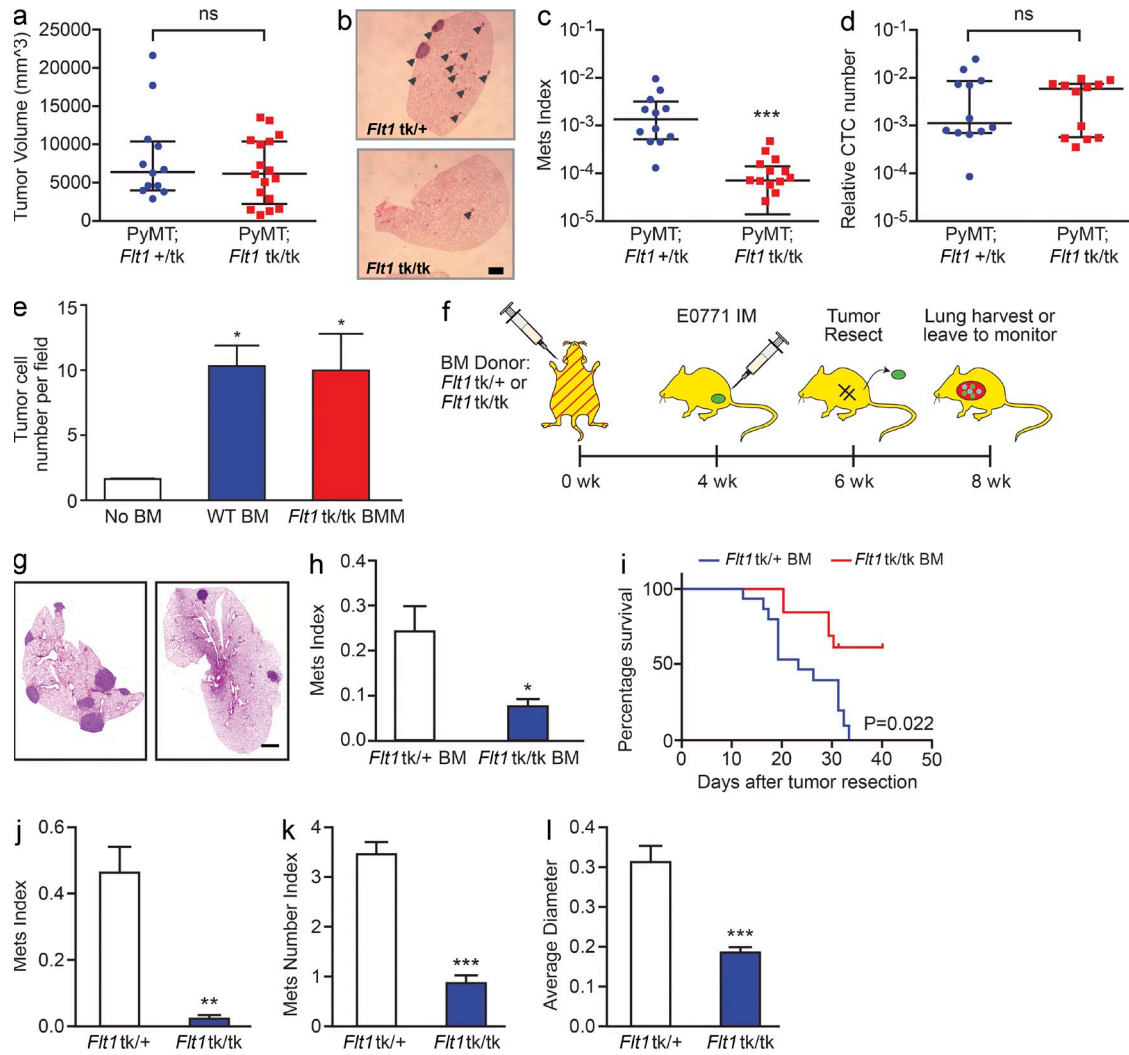 a
ns
Tumor Volume (mm^3)
25000
20000
15000
10000
5000
0
PyMT;
Flt1 +/tk
PyMT;
Flt1 tk/tk
b
Flt1 tk/+
Flt1 tk/tk
c
Mets Index
10-1
10-2
10-3
10-4
10-5
***
PyMT;
Flt1 +/tk
PyMT;
Flt1 tk/tk
d
ns
Relative CTC number
10-1
10-2
10-3
10-4
10-5
PyMT;
Flt1 +/tk
PyMT;
Flt1 tk/tk
e
Tumor cell
number per field
15
10
5
0
*
*
No BM
WT BM
Flt1 tk/tk BMM
f
BM Donor:
Flt1 tk/+ or
Flt1 tk/tk
E0771 IM
Tumor
Resect
Lung harvest or
leave to monitor
0 wk
4 wk
6 wk
8 wk
g
h
Mets Index
0.4
0.3
0.2
0.1
0.0
*
Flt1 tk/+ BM
Flt1 tk/tk BM
i
Flt1 tk/+ BM
Flt1 tk/tk BM
Percentage survival
100
50
0
P=0.022
0
10
20
30
40
50
Days after tumor resection
j
Mets Index
0.6
0.4
0.2
0.0
**
Flt1 tk/+
Flt1 tk/tk
k
Mets Number Index
4
3
2
1
0
***
Flt1 tk/+
Flt1 tk/tk
l
Average Diameter
0.4
0.3
0.2
0.1
0.0
***
Flt1 tk/+
Flt1 tk/tk